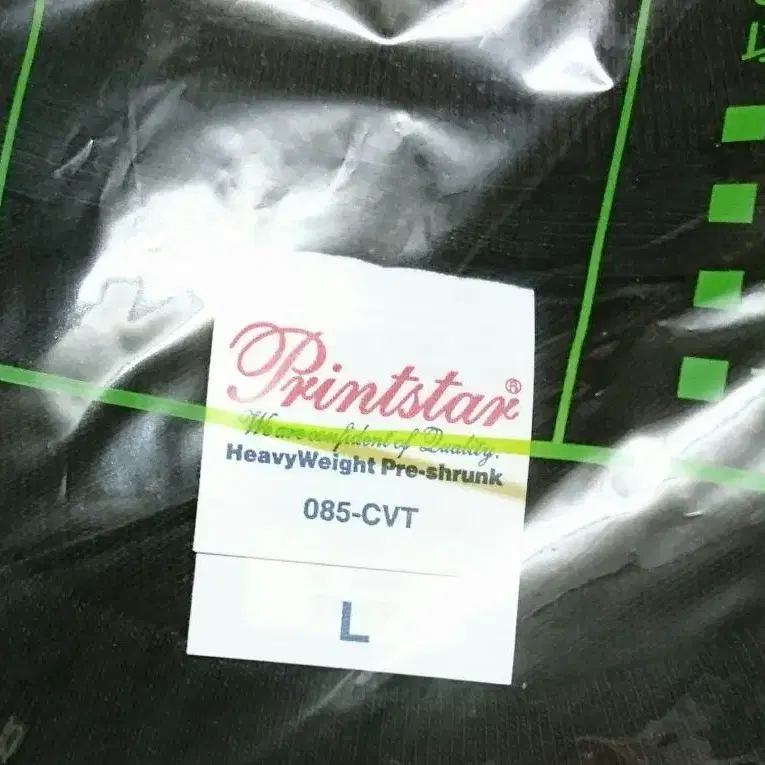 Printstar®
We are confident of Quality.
HeavyWeight Pre-shrunk
085-CVT
L